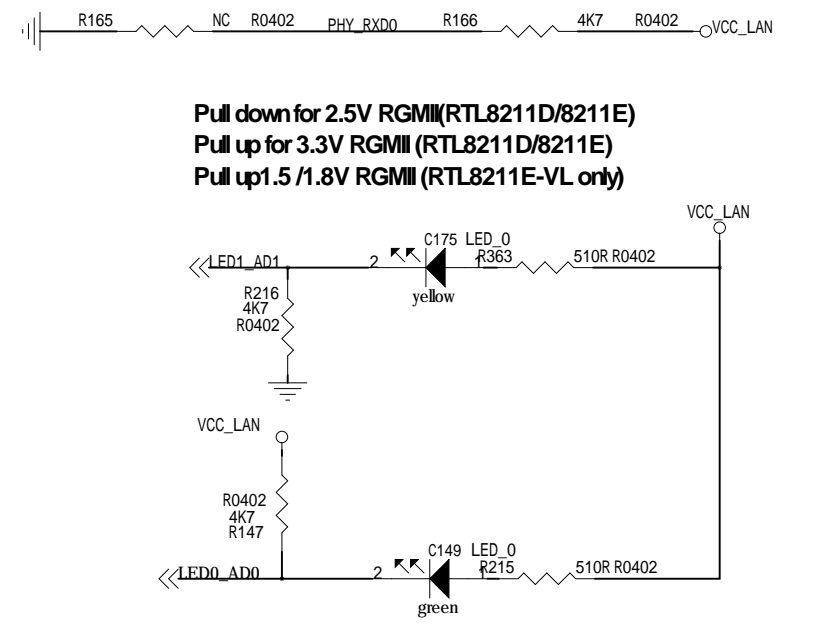 R165 NC R0402 PHY_RXD0 R166 4K7 R0402 VCC_LAN
Pull down for 2.5V RGMII(RTL8211D/8211E)
Pull up for 3.3V RGMII (RTL8211D/8211E)
Pull up1.5 /1.8V RGMII (RTL8211E-VL only)
VCC_LAN
C175 LED_0
LED1_AD1 2 1 R363 510R R0402
yellow
R216
4K7
R0402
VCC_LAN
R0402
4K7
R147
C149 LED_0
LED0_AD0 2 1 R215 510R R0402
green